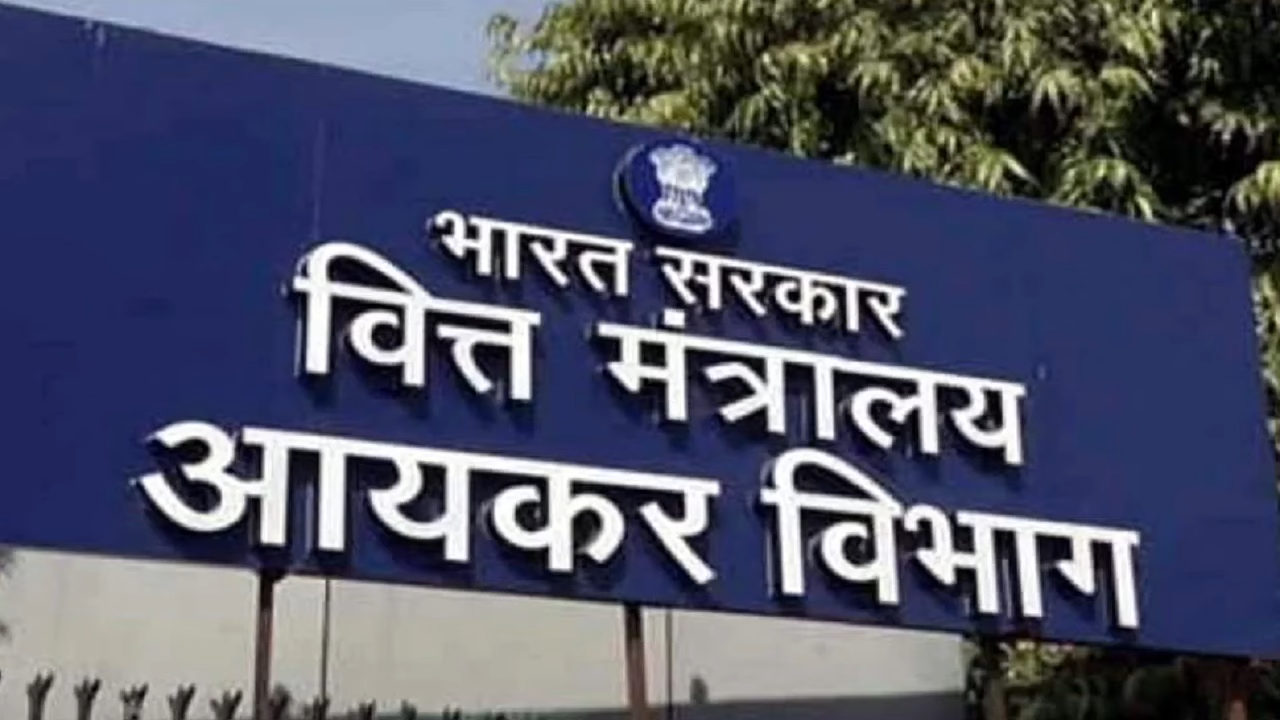 भारत सरकार
वित्त मंत्रालय
आयकर विभाग